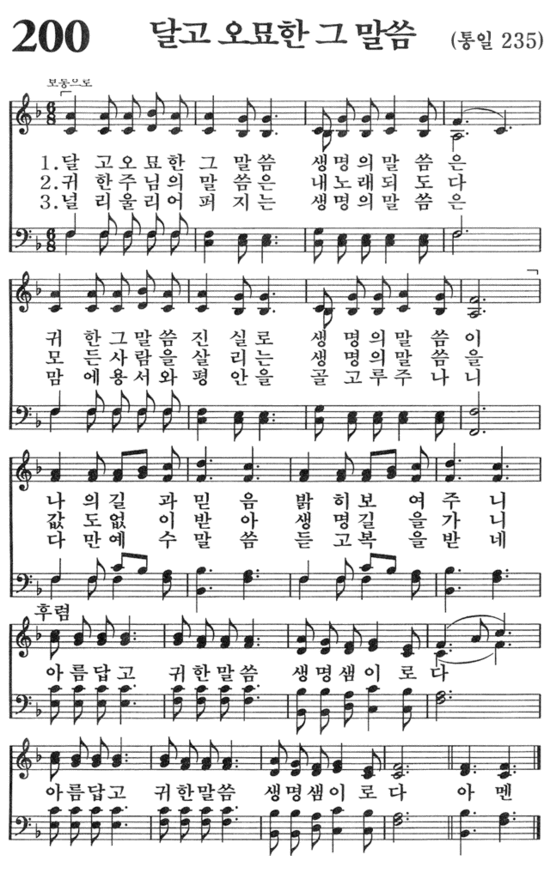 200 달고 오묘한 그 말씀 (통일 235)
보통으로
1.달 고오묘한 그 말씀 생명의말 씀은
2.귀 한주님의 말 씀은 내노래되 도다
3.널 리울리어 퍼 지는 생명의말 씀은
귀 한그말씀진 실로 생 명의말 씀이
모 든사람을살 리는 생 명의말 씀을
맘 에용서와평 안을 골 고루주 나니
나 의길 과믿 음 밝 히보 여주 니
값 도없 이받 아 생 명길 을가 니
다 만예 수말 씀 듣 고복 을받 네
후렴
아름답고 귀한말씀 생명샘이 로다
아름답고 귀한말씀 생명샘이로다 아 멘